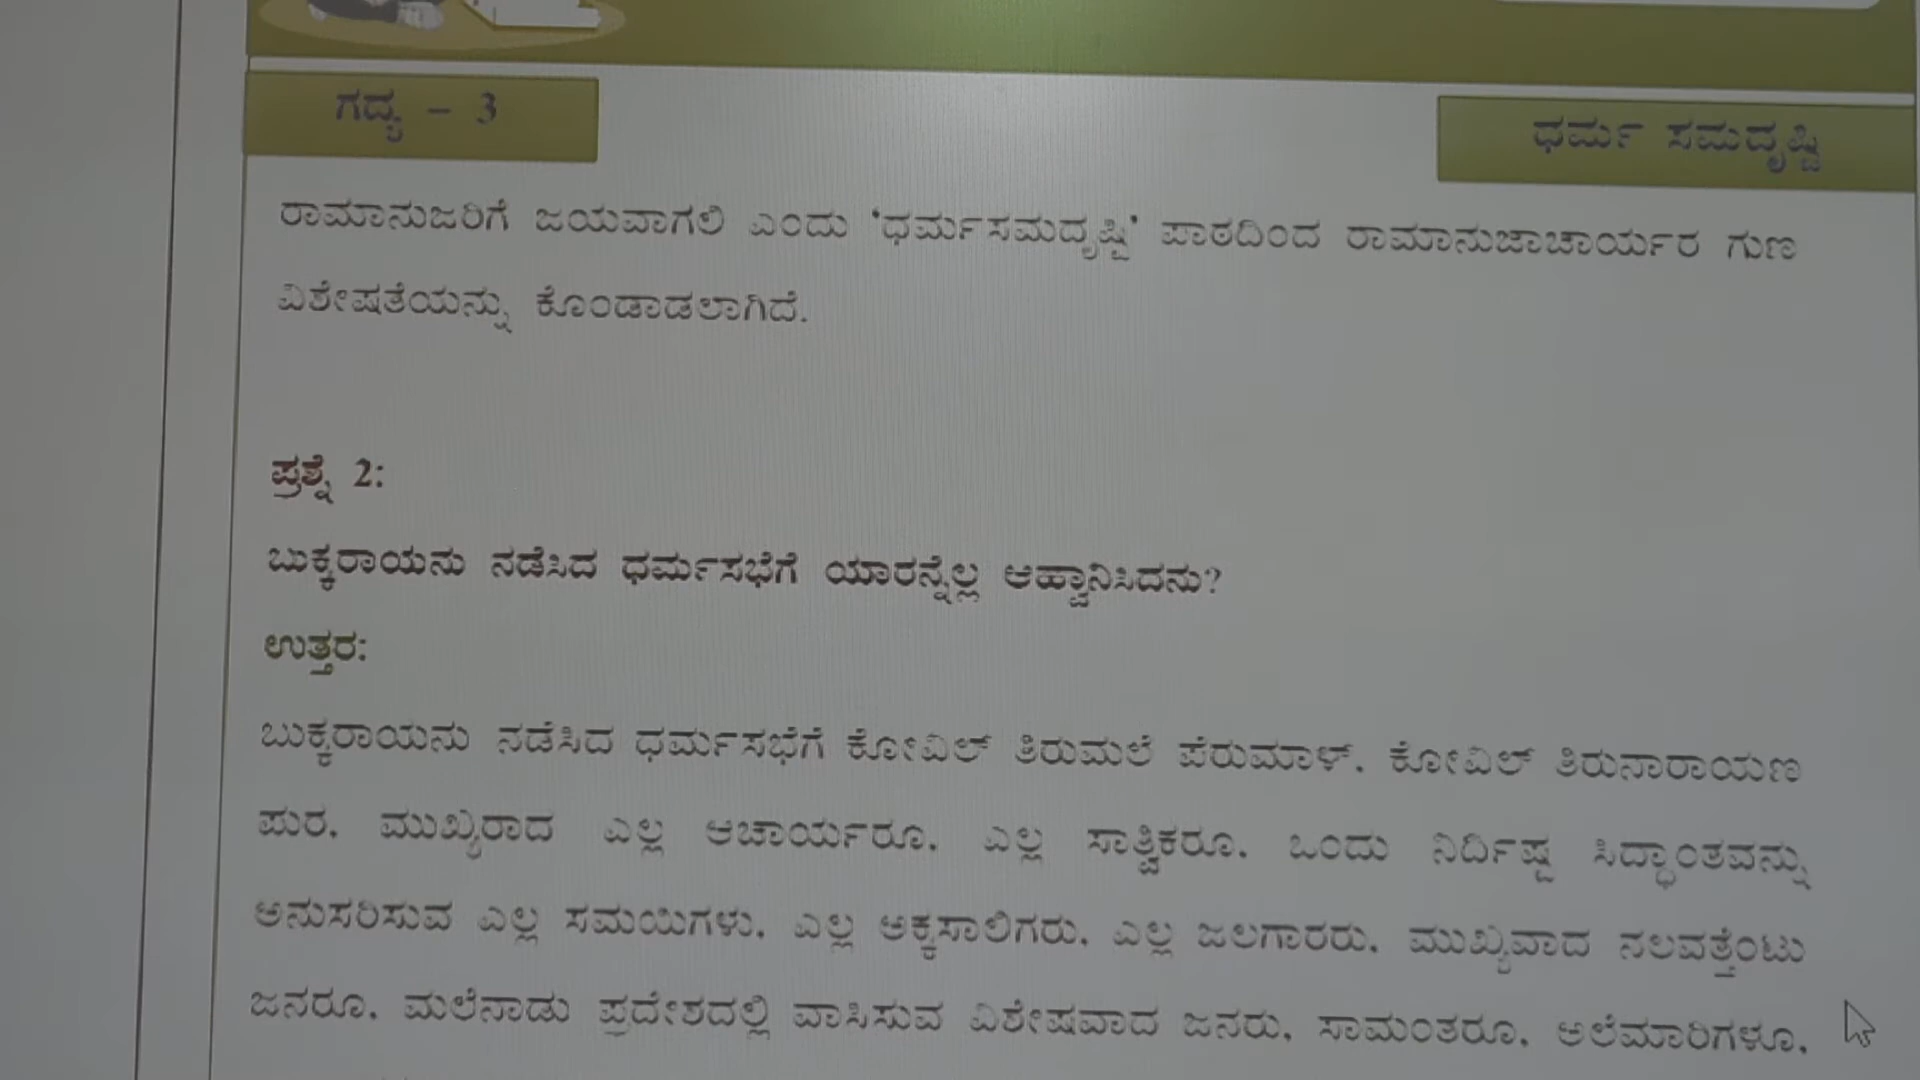 ಗದ್ಯ – 3
ಧರ್ಮ ಸಮದೃಷ್ಟಿ
ರಾಮಾನುಜರಿಗೆ ಜಯವಾಗಲಿ ಎಂದು 'ಧರ್ಮಸಮದೃಷ್ಟಿ' ಪಾಠದಿಂದ ರಾಮಾನುಜಾಚಾರ್ಯರ ಗುಣ
ವಿಶೇಷತೆಯನ್ನು ಕೊಂಡಾಡಲಾಗಿದೆ.
ಪ್ರಶ್ನೆ 2:
ಬುಕ್ಕರಾಯನು ನಡೆಸಿದ ಧರ್ಮಸಭೆಗೆ ಯಾರನ್ನೆಲ್ಲ ಆಹ್ವಾನಿಸಿದನು?
ಉತ್ತರ:
ಬುಕ್ಕರಾಯನು ನಡೆಸಿದ ಧರ್ಮಸಭೆಗೆ ಕೋವಿಲ್ ತಿರುಮಲೆ ಪೆರುಮಾಳ್, ಕೋವಿಲ್ ತಿರುನಾರಾಯಣ
ಪುರ, ಮುಖ್ಯರಾದ ಎಲ್ಲ ಆಚಾರ್ಯರೂ, ಎಲ್ಲ ಸಾತ್ವಿಕರೂ, ಒಂದು ನಿರ್ದಿಷ್ಟ ಸಿದ್ಧಾಂತವನ್ನು
ಅನುಸರಿಸುವ ಎಲ್ಲ ಸಮಯಿಗಳು, ಎಲ್ಲ ಅಕ್ಕಸಾಲಿಗರು, ಎಲ್ಲ ಜಲಗಾರರು, ಮುಖ್ಯವಾದ ನಲವತ್ತೆಂಟು
ಜನರೂ, ಮಲೆನಾಡು ಪ್ರದೇಶದಲ್ಲಿ ವಾಸಿಸುವ ವಿಶೇಷವಾದ ಜನರು, ಸಾಮಂತರೂ, ಅಲೆಮಾರಿಗಳೂ,